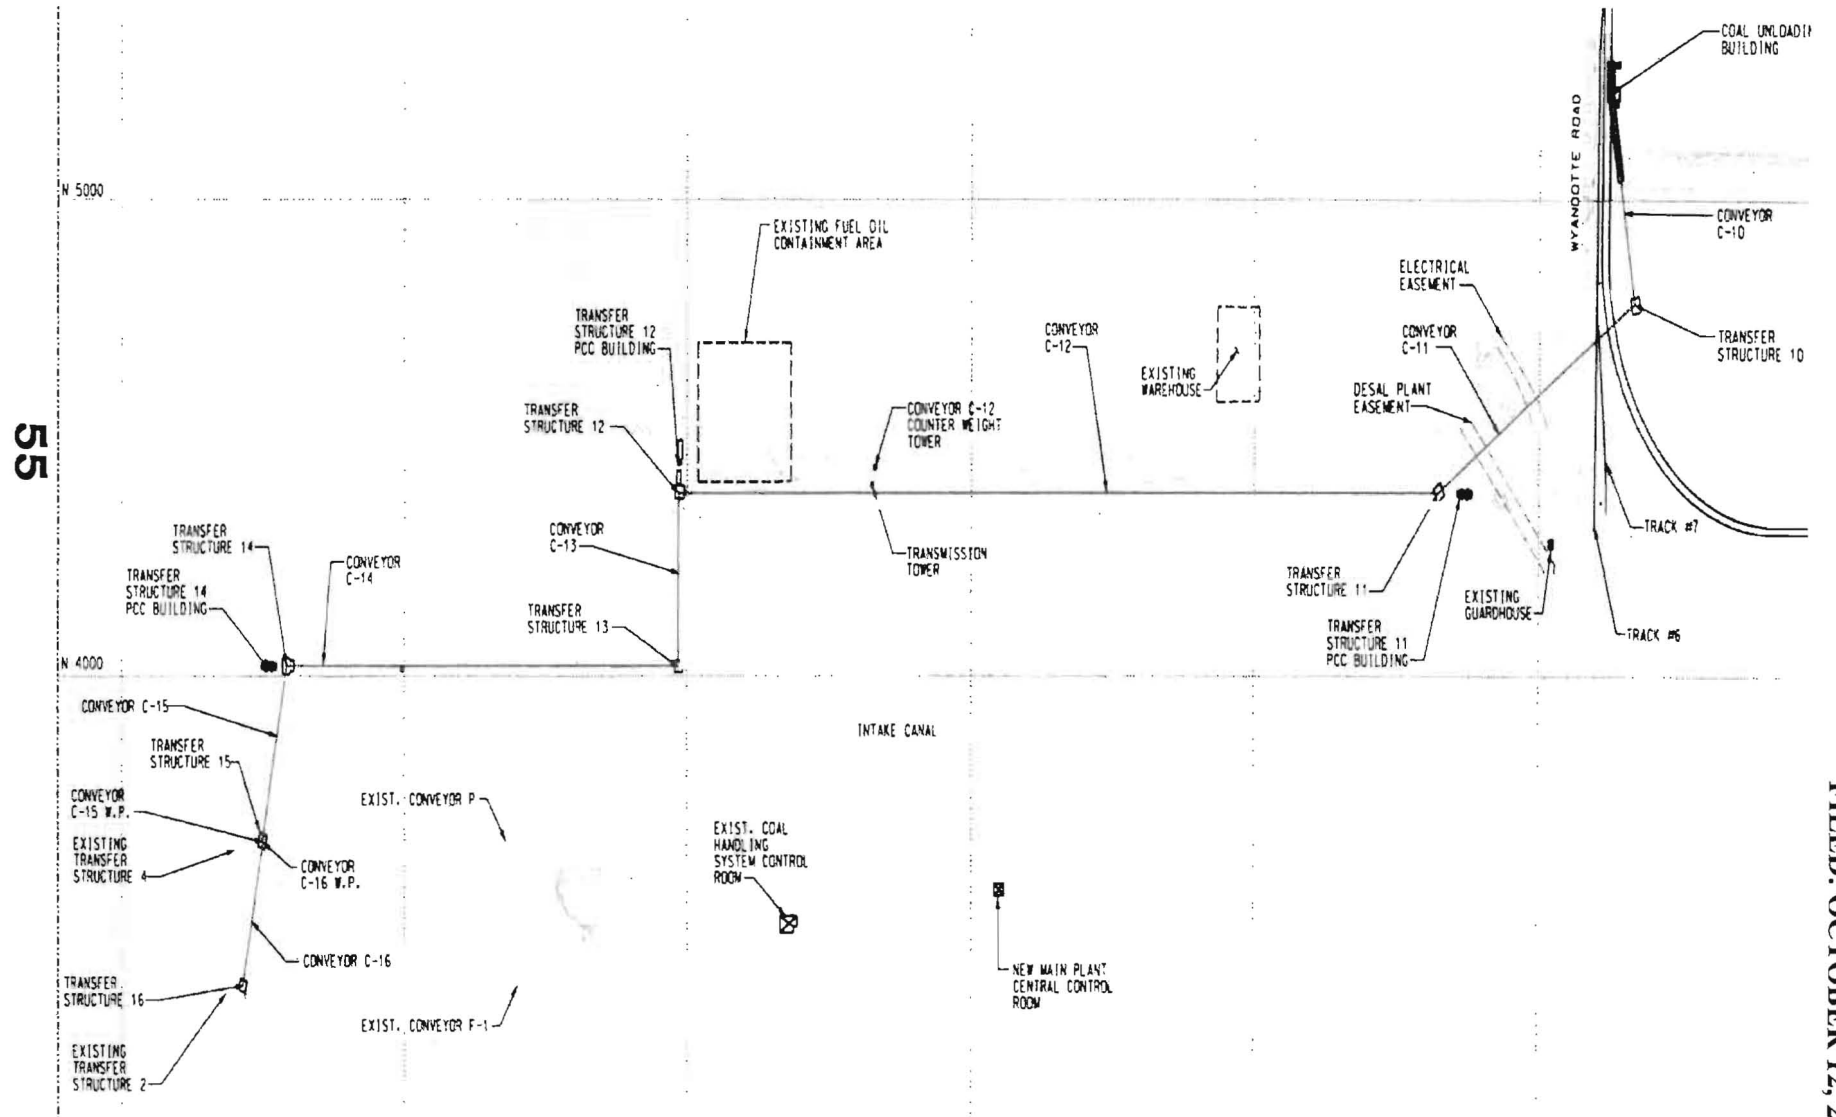 COAL UNLOADIN
BUILDING
WYANDOTTE ROAD
N 5000
CONVEYOR
C-10
EXISTING FUEL OIL
CONTAINMENT AREA
ELECTRICAL
EASEMENT
TRANSFER
STRUCTURE 12
PCC BUILDING
CONVEYOR
C-12
CONVEYOR
C-11
TRANSFER
STRUCTURE 10
EXISTING
WAREHOUSE
DESAL PLANT
EASEMENT
TRANSFER
STRUCTURE 12
CONVEYOR C-12
COUNTER WEIGHT
TOWER
55
TRANSFER
STRUCTURE 14
CONVEYOR
C-13
CONVEYOR
C-14
TRANSMISSION
TOWER
TRACK #7
TRANSFER
STRUCTURE 14
PCC BUILDING
TRANSFER
STRUCTURE 11
EXISTING
GUARDHOUSE
TRANSFER
STRUCTURE 13
TRANSFER
STRUCTURE 11
PCC BUILDING
TRACK #6
N 4000
CONVEYOR C-15
INTAKE CANAL
TRANSFER
STRUCTURE 15
CONVEYOR
C-15 W.P.
EXIST. CONVEYOR P
EXISTING
TRANSFER
STRUCTURE 4
CONVEYOR
C-16 W.P.
EXIST. COAL
HANDLING
SYSTEM CONTROL
ROOM
CONVEYOR C-16
TRANSFER
STRUCTURE 16
NEW MAIN PLANT
CENTRAL CONTROL
ROOM
EXIST. CONVEYOR F-1
EXISTING
TRANSFER
STRUCTURE 2
FILED: OCTOBER 12, 2